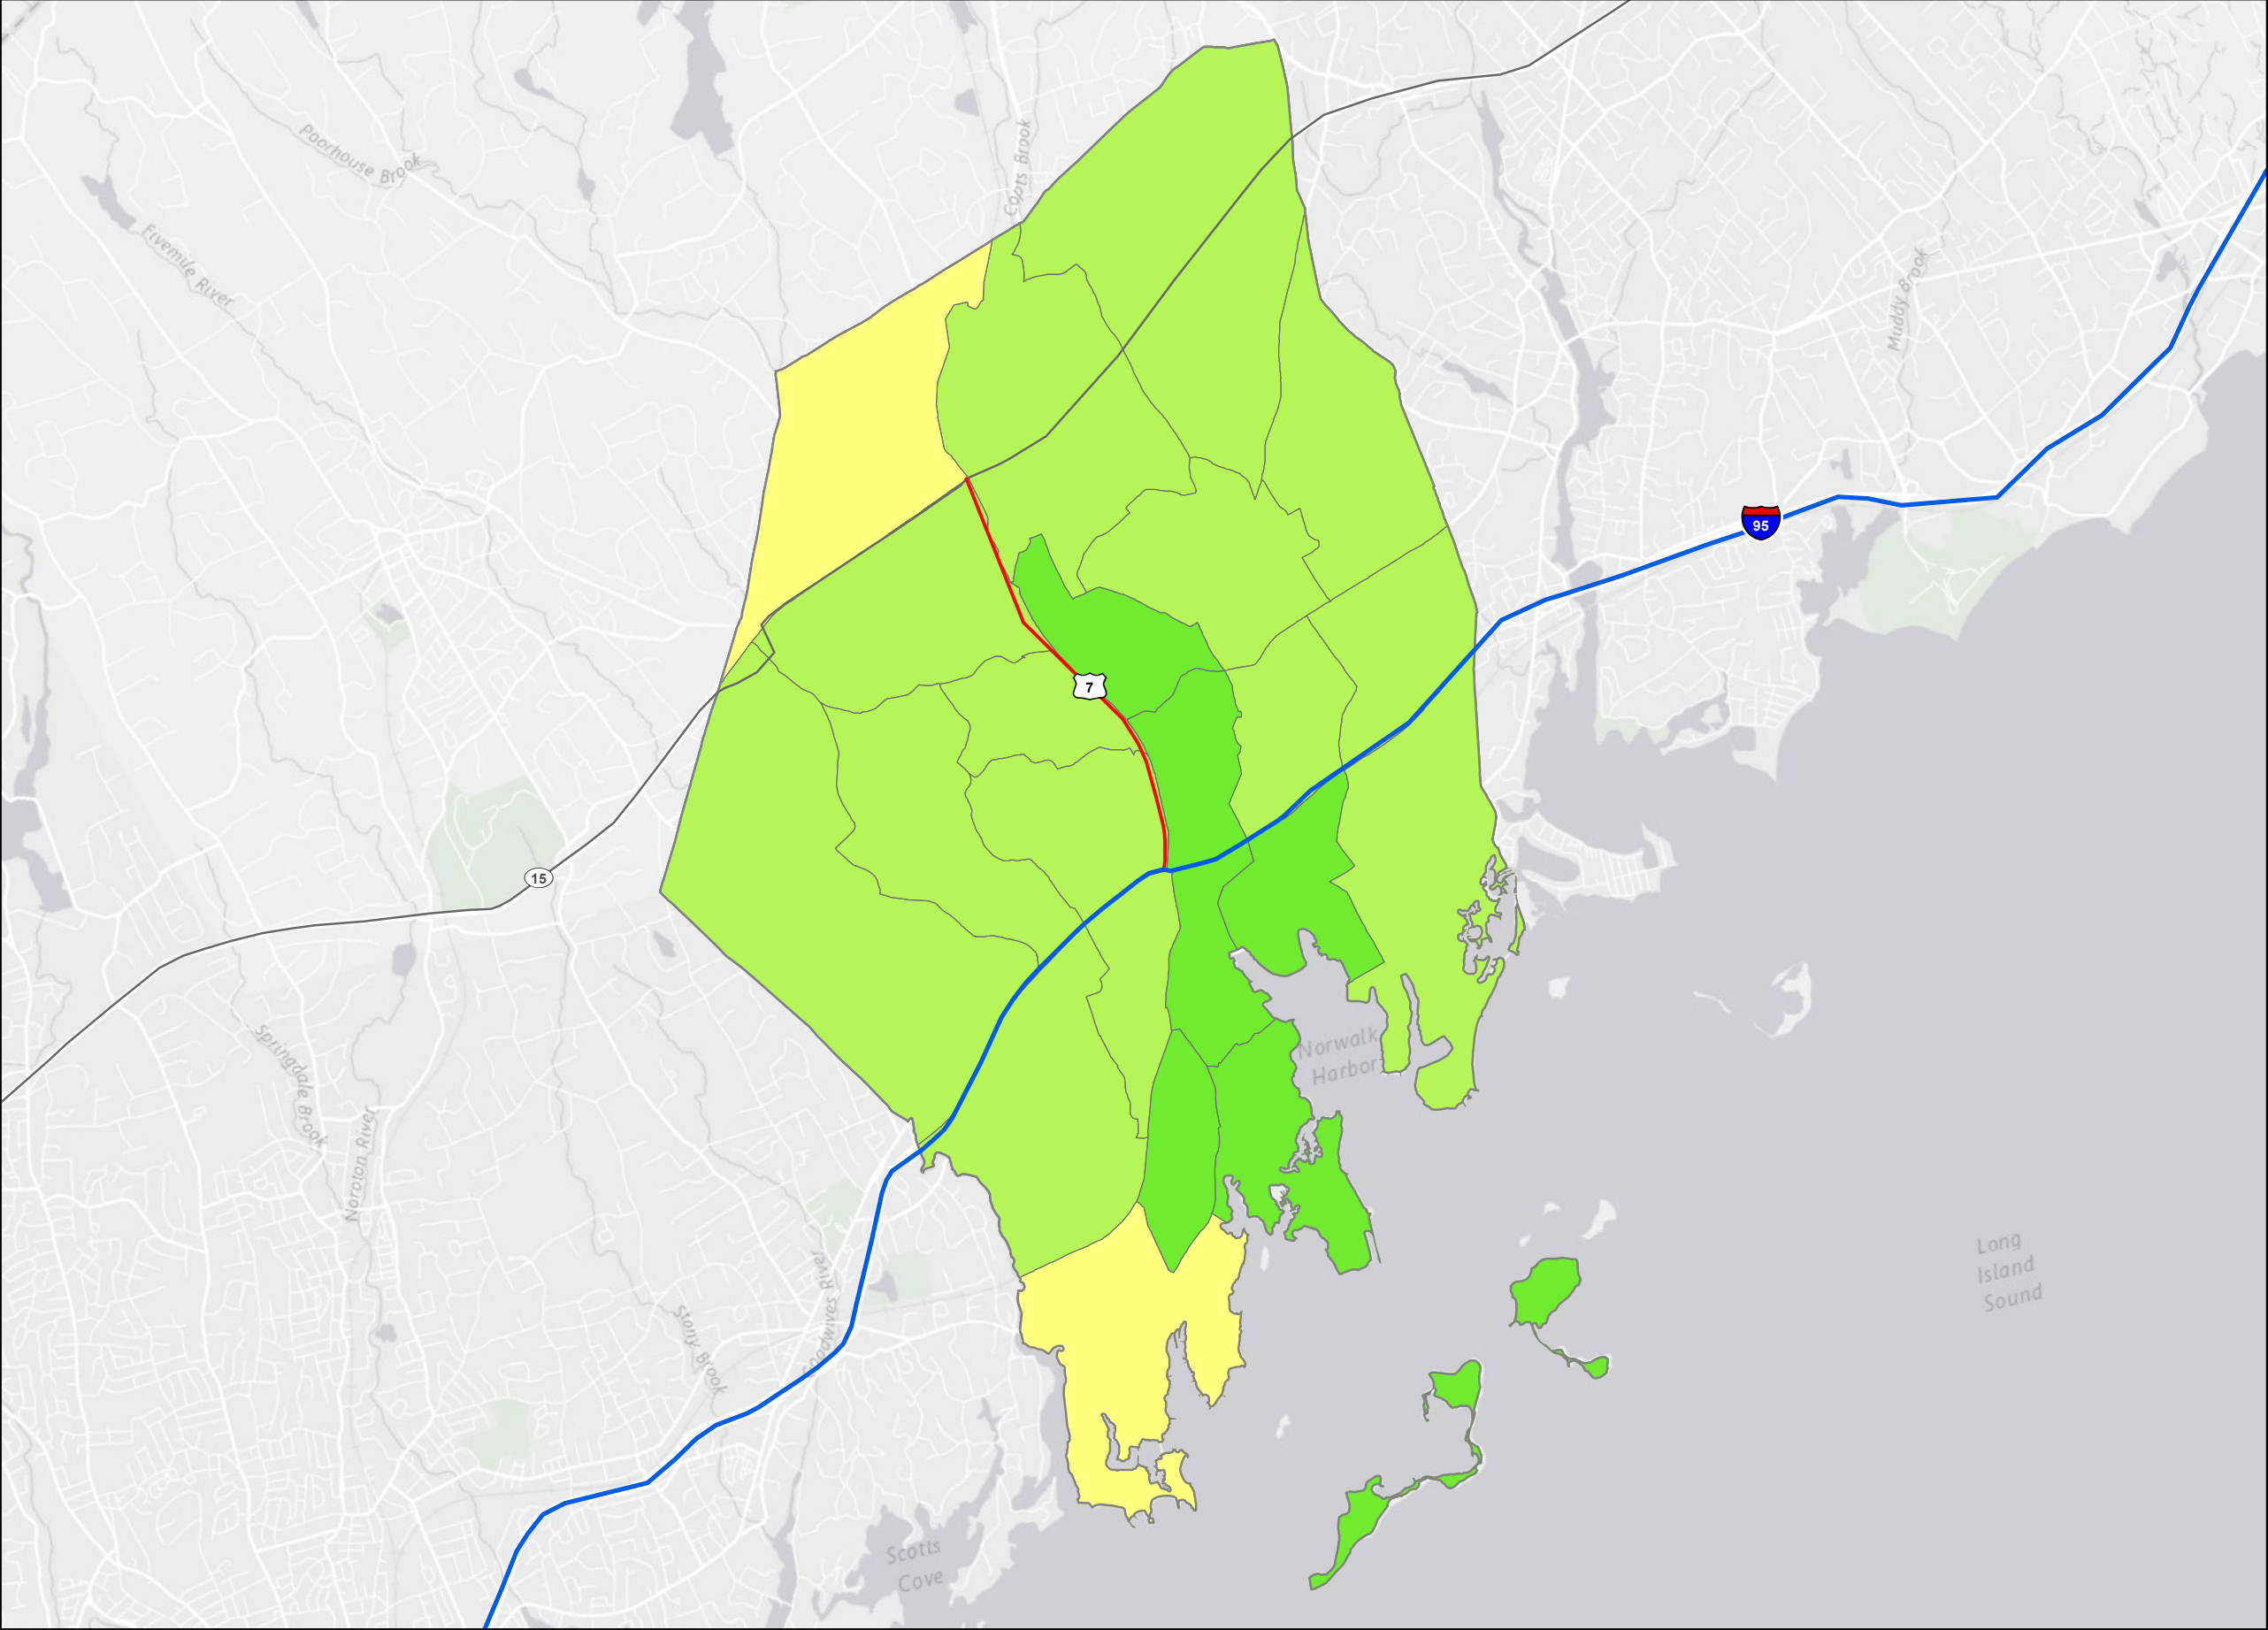 Poorhouse Brook
Copts Brook
Fivemile River
Muddy Brook
95
7
15
Norwalk
Harbor
Springdale Brook
Noroton River
Long
Island
Sound
Goodwives River
Stony Brook
Scotts
Cove